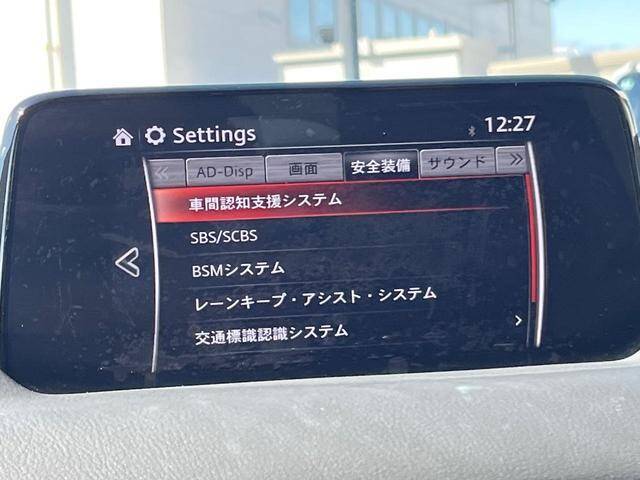 Settings 12:27
AD-Disp 画面 安全装備 サウンド
車間認知支援システム
SBS/SCBS
BSMシステム
レーンキープ・アシスト・システム
交通標識認識システム